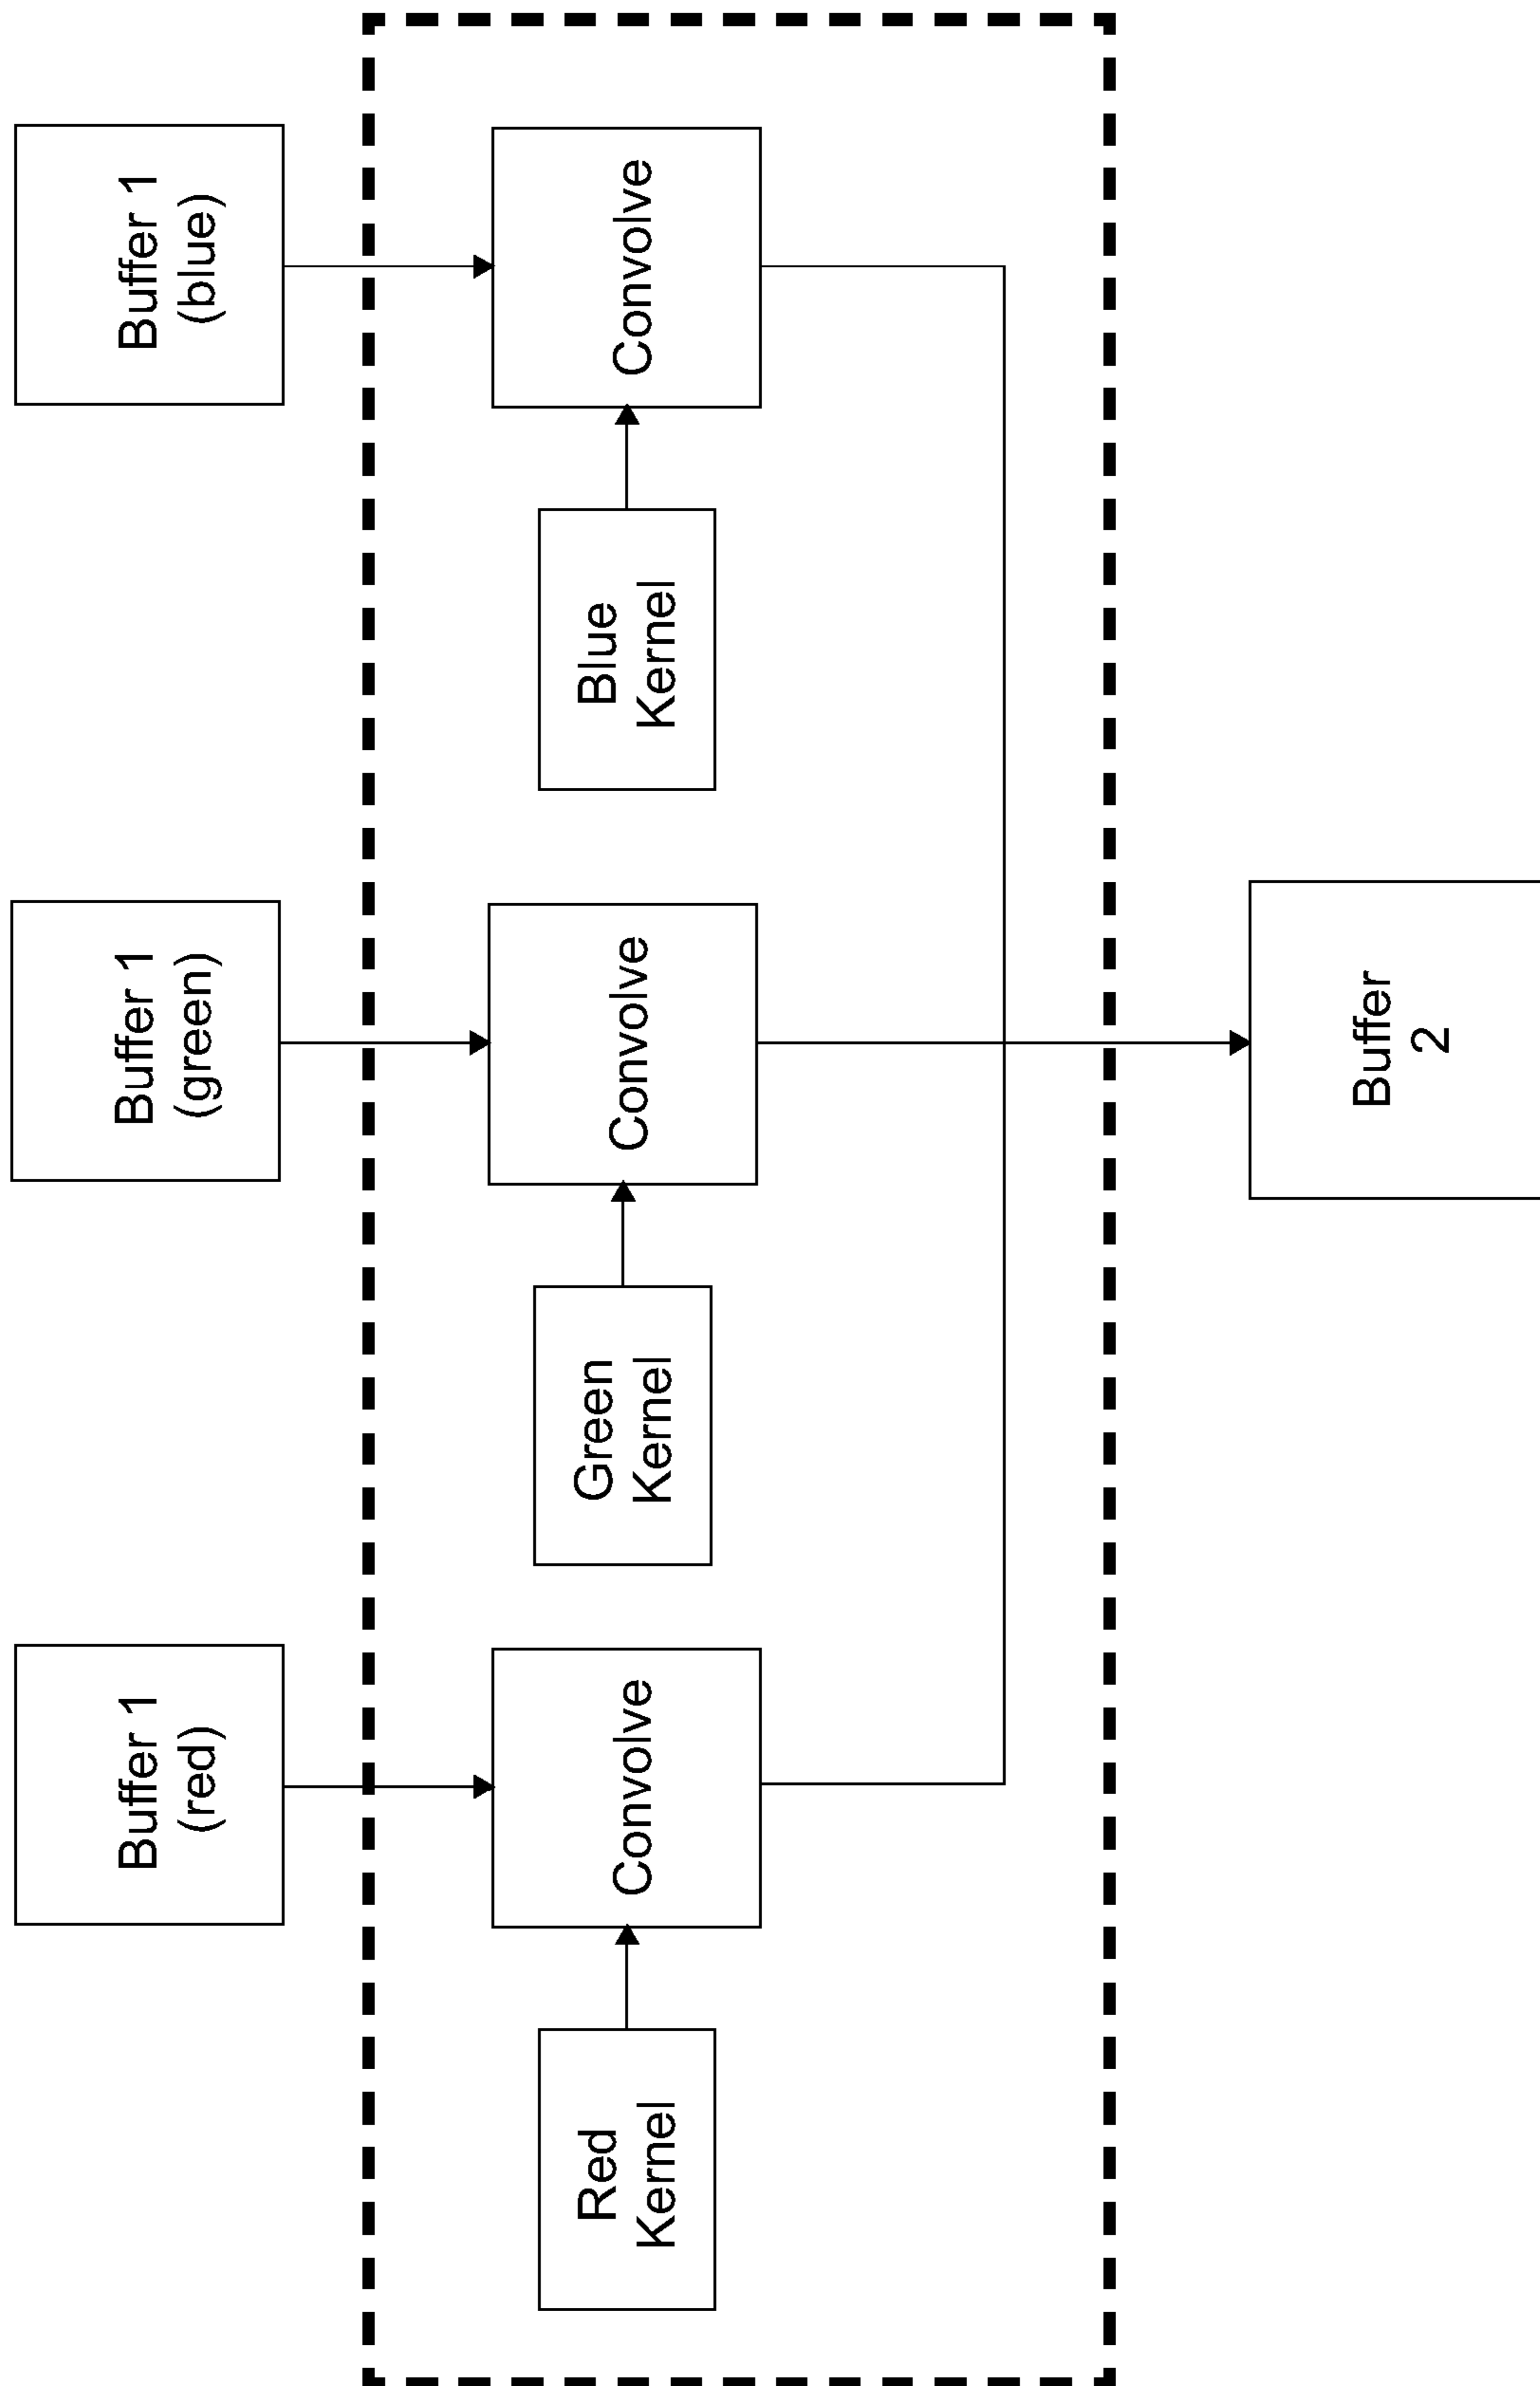 Buffer 1
(red)
Buffer 1
(green)
Buffer 1
(blue)
Red
Kernel
Convolve
Green
Kernel
Convolve
Blue
Kernel
Convolve
Buffer
2